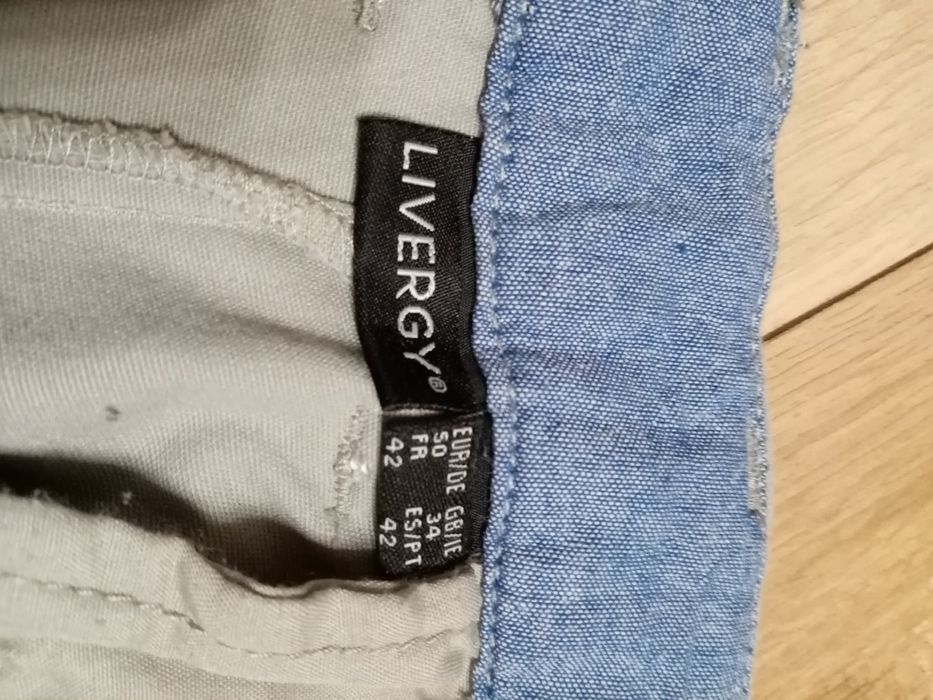 LIVERGY®
EUR/DE GB/IE
50 34
FR ES/PT
42 42